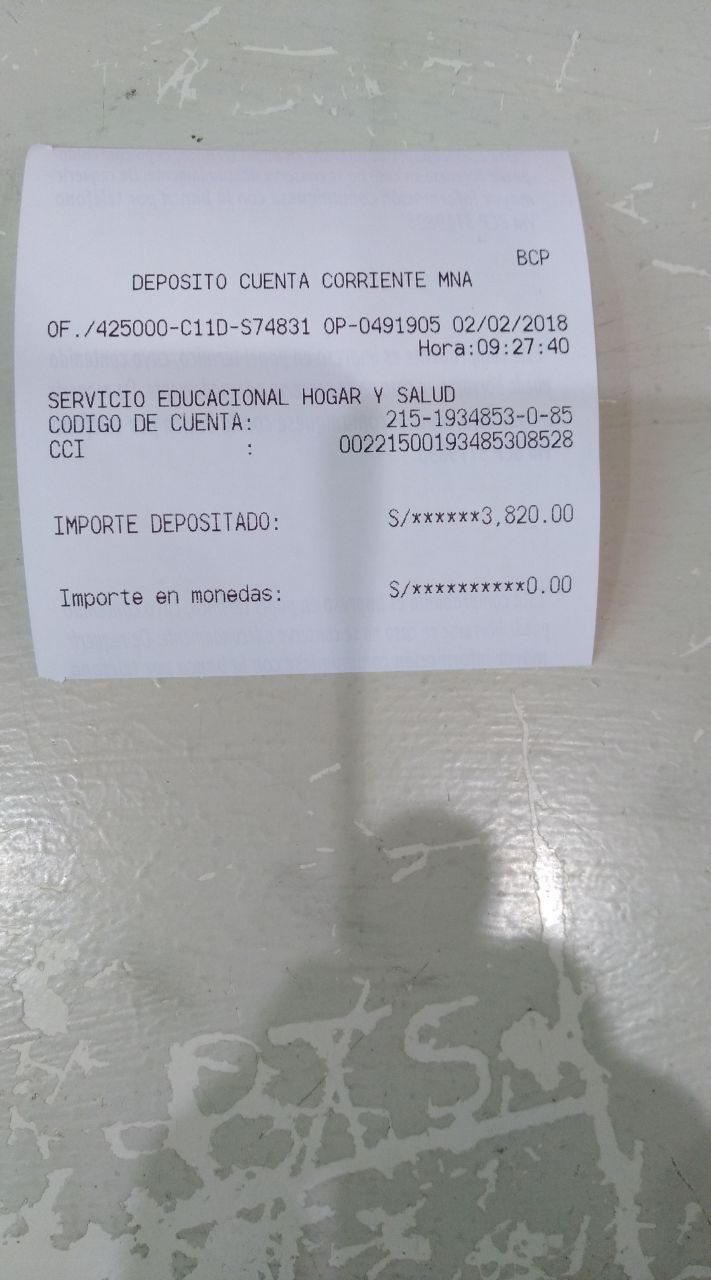 BCP
DEPOSITO CUENTA CORRIENTE MNA
OF./425000-C11D-S74831 OP-0491905 02/02/2018
Hora:09:27:40
SERVICIO EDUCACIONAL HOGAR Y SALUD
CODIGO DE CUENTA: 215-1934853-0-85
CCI : 00221500193485308528
IMPORTE DEPOSITADO: S/******3,820.00
Importe en monedas: S/**********0.00